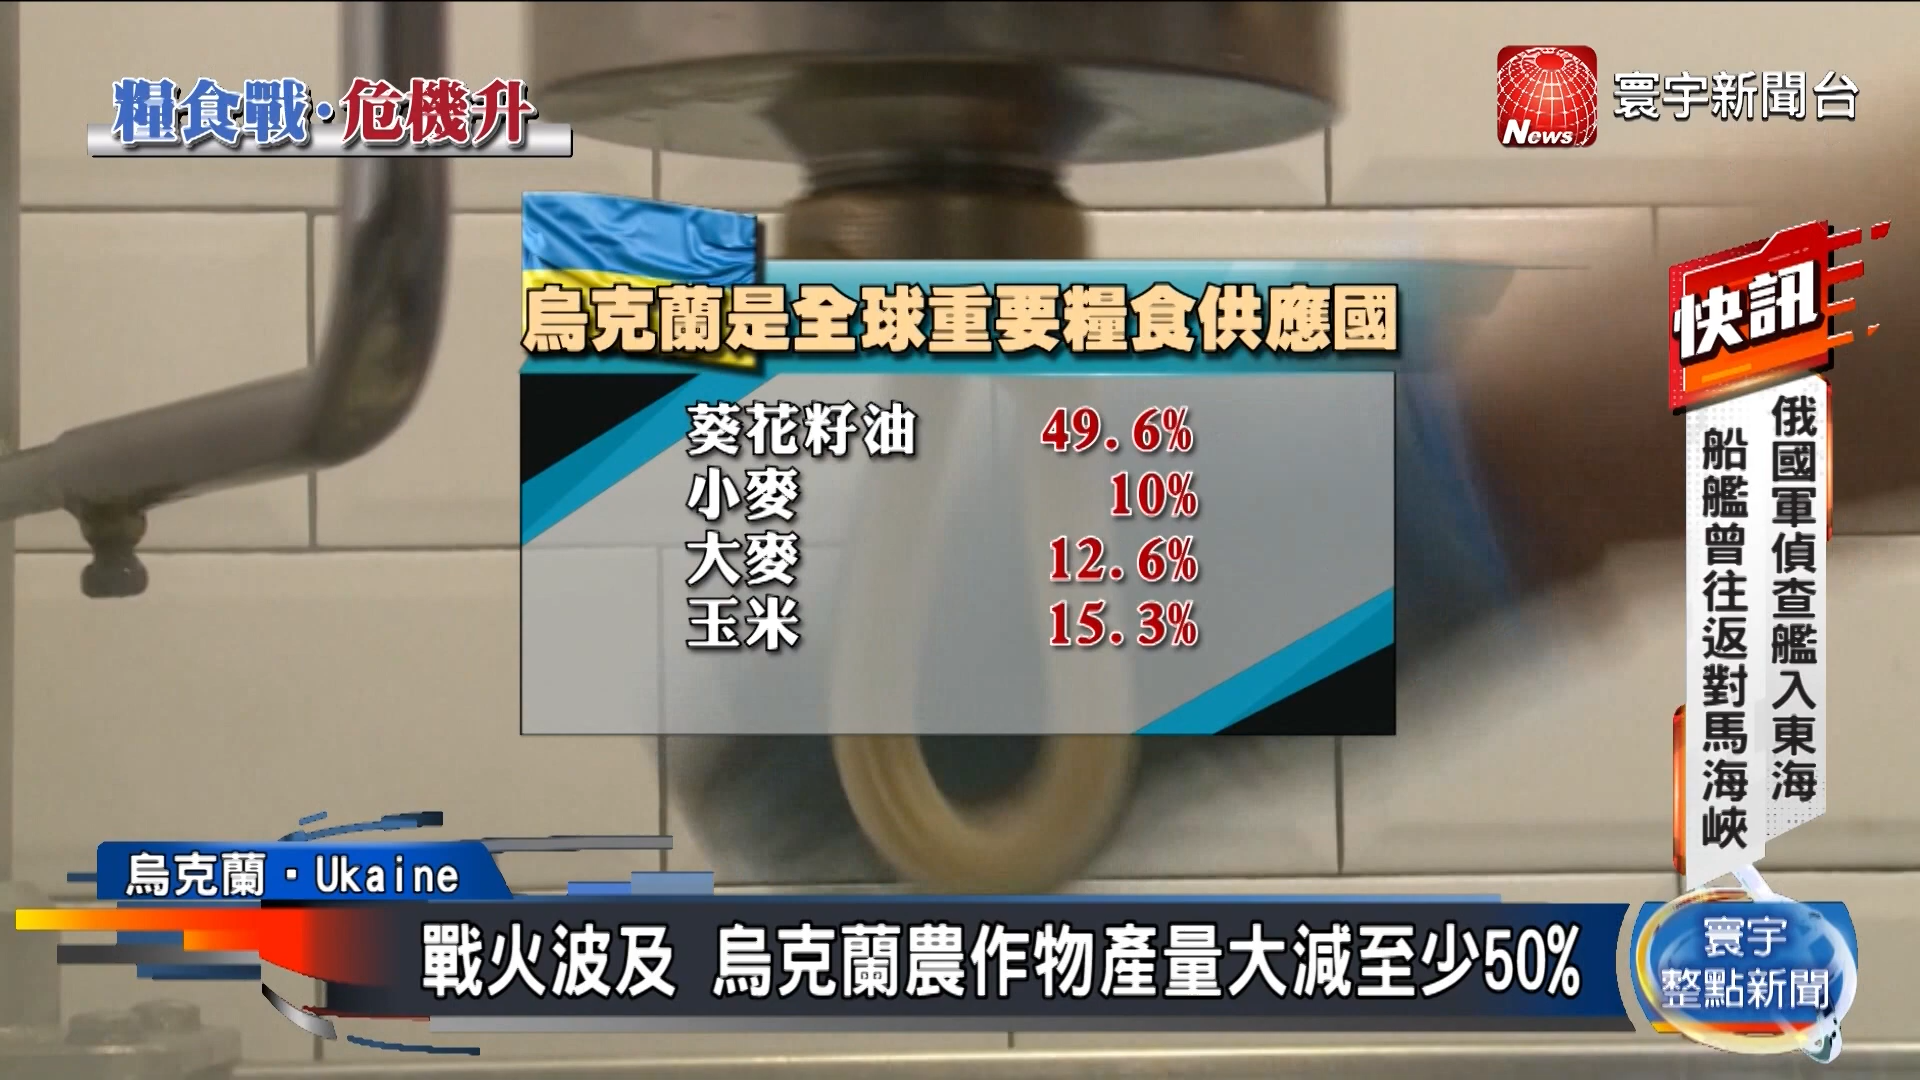 糧食戰·危機升
News
寰宇新聞台
烏克蘭是全球重要糧食供應國
葵花籽油 49.6%
小麥 10%
大麥 12.6%
玉米 15.3%
快訊
俄國軍偵查艦入東海
船艦曾往返對馬海峽
烏克蘭·Ukaine
戰火波及 烏克蘭農作物產量大減至少50%
寰宇
整點新聞